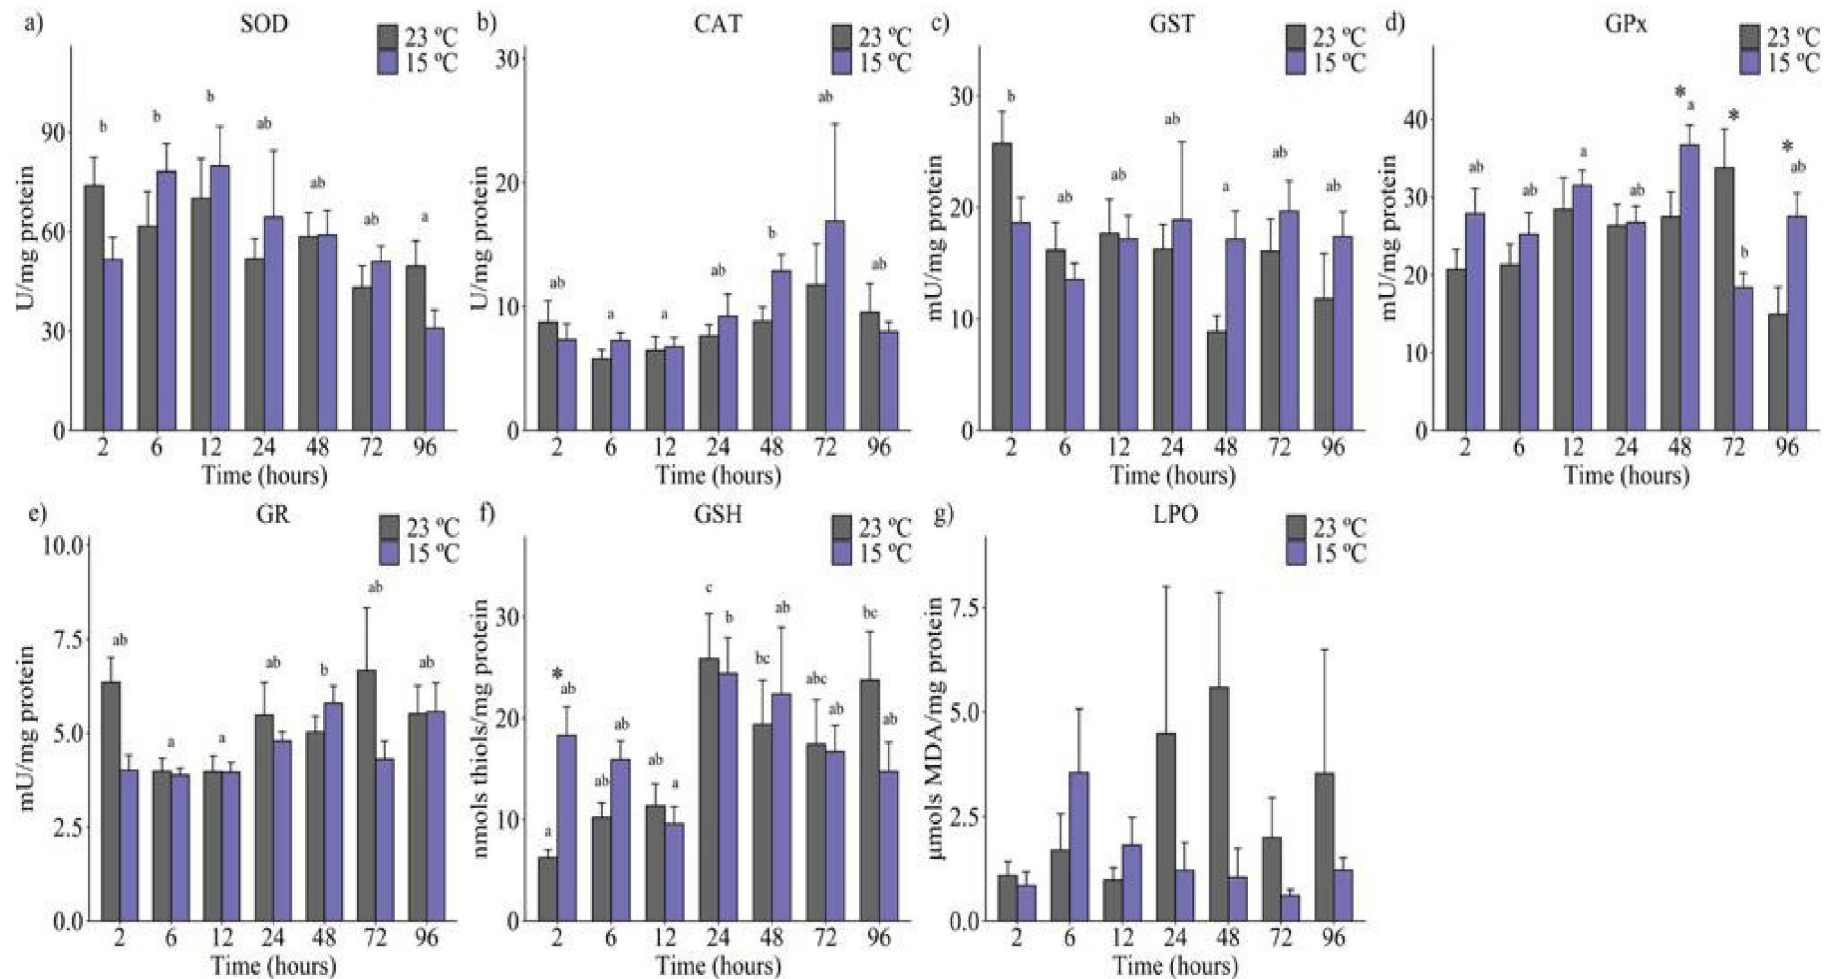 a) SOD
23 ºC
15 ºC
U/mg protein
90
60
30
0
b b b ab ab ab a
2 6 12 24 48 72 96
Time (hours)
b) CAT
23 ºC
15 ºC
U/mg protein
30
20
10
0
ab a a ab b ab ab
2 6 12 24 48 72 96
Time (hours)
c) GST
23 ºC
15 ºC
mU/mg protein
30
20
10
0
b ab ab ab a ab ab
2 6 12 24 48 72 96
Time (hours)
d) GPx
23 ºC
15 ºC
mU/mg protein
40
30
20
10
0
* * *
ab ab a ab a b ab
2 6 12 24 48 72 96
Time (hours)
e) GR
23 ºC
15 ºC
mU/mg protein
10.0
7.5
5.0
2.5
0.0
ab a a ab b ab ab
2 6 12 24 48 72 96
Time (hours)
f) GSH
23 ºC
15 ºC
nmols thiols/mg protein
30
20
10
0
*
a ab ab ab ab a c b bc ab abc ab bc ab
2 6 12 24 48 72 96
Time (hours)
g) LPO
23 ºC
15 ºC
µmols MDA/mg protein
7.5
5.0
2.5
0.0
2 6 12 24 48 72 96
Time (hours)